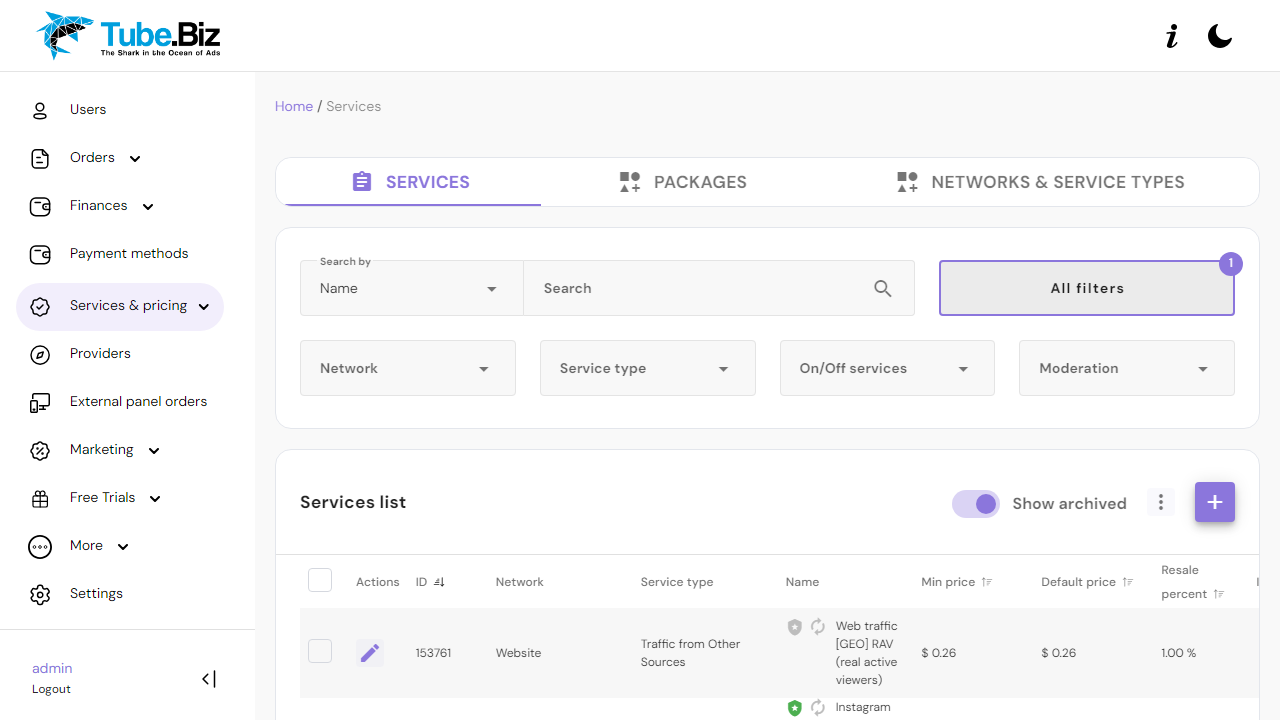 Tube.Biz
The Shark in the Ocean of Ads
Users
Orders
Finances
Payment methods
Services & pricing
Providers
External panel orders
Marketing
Free Trials
More
Settings
admin
Logout
Home / Services
SERVICES
PACKAGES
NETWORKS & SERVICE TYPES
Search by
Name
Search
All filters
1
Network
Service type
On/Off services
Moderation
Services list
Show archived
Actions
ID
Network
Service type
Name
Min price
Default price
Resale
percent
153761
Website
Traffic from Other
Sources
Web traffic
[GEO] RAV
(real active
viewers)
$ 0.26
$ 0.26
1.00 %
Instagram